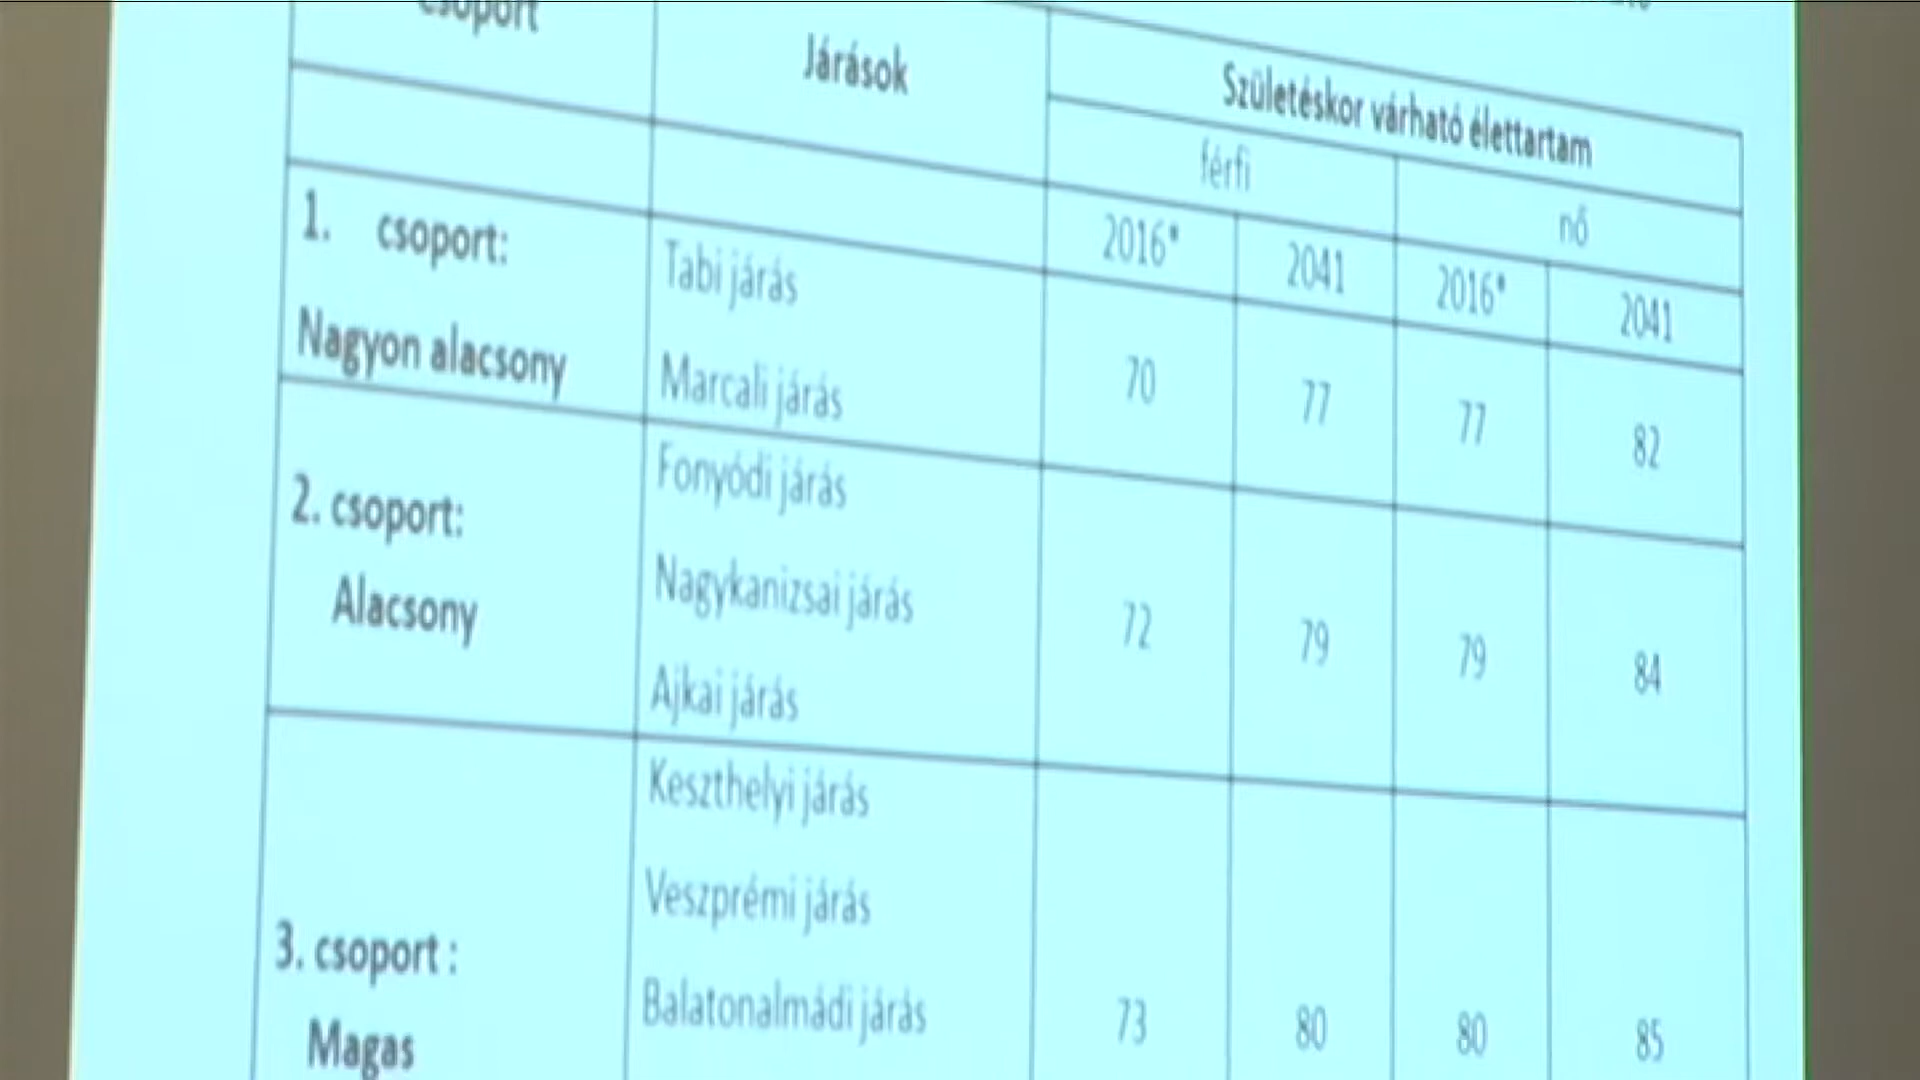 csoport
Járások
Születéskor várható élettartam
férfi
nő
2016*
2041
2016*
2041
1. csoport:
Nagyon alacsony
Tabi járás
Marcali járás
70
77
77
82
2. csoport:
Alacsony
Fonyódi járás
Nagykanizsai járás
Ajkai járás
72
79
79
84
3. csoport :
Magas
Keszthelyi járás
Veszprémi járás
Balatonalmádi járás
73
80
80
85